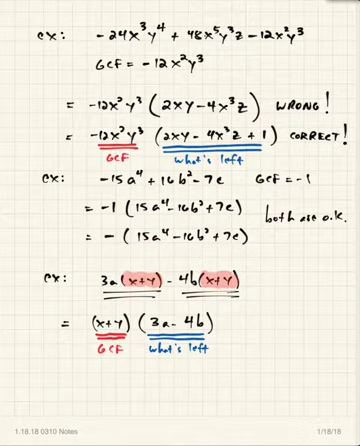 ex: -24x³y⁴ + 48x⁵y³z - 12x²y³
GCF = -12x²y³
= -12x²y³ (2xy - 4x³z) WRONG!
= -12x²y³ (2xy - 4x³z + 1) CORRECT!
GCF what's left
ex: -15a⁴ + 16b² - 7c GCF = -1
= -1 (15a⁴ - 16b² + 7c)
both are o.k.
= - (15a⁴ - 16b² + 7c)
ex: 3a(x+y) - 4b(x+y)
= (x+y) (3a - 4b)
GCF what's left
1.18.18 0310 Notes 1/18/18